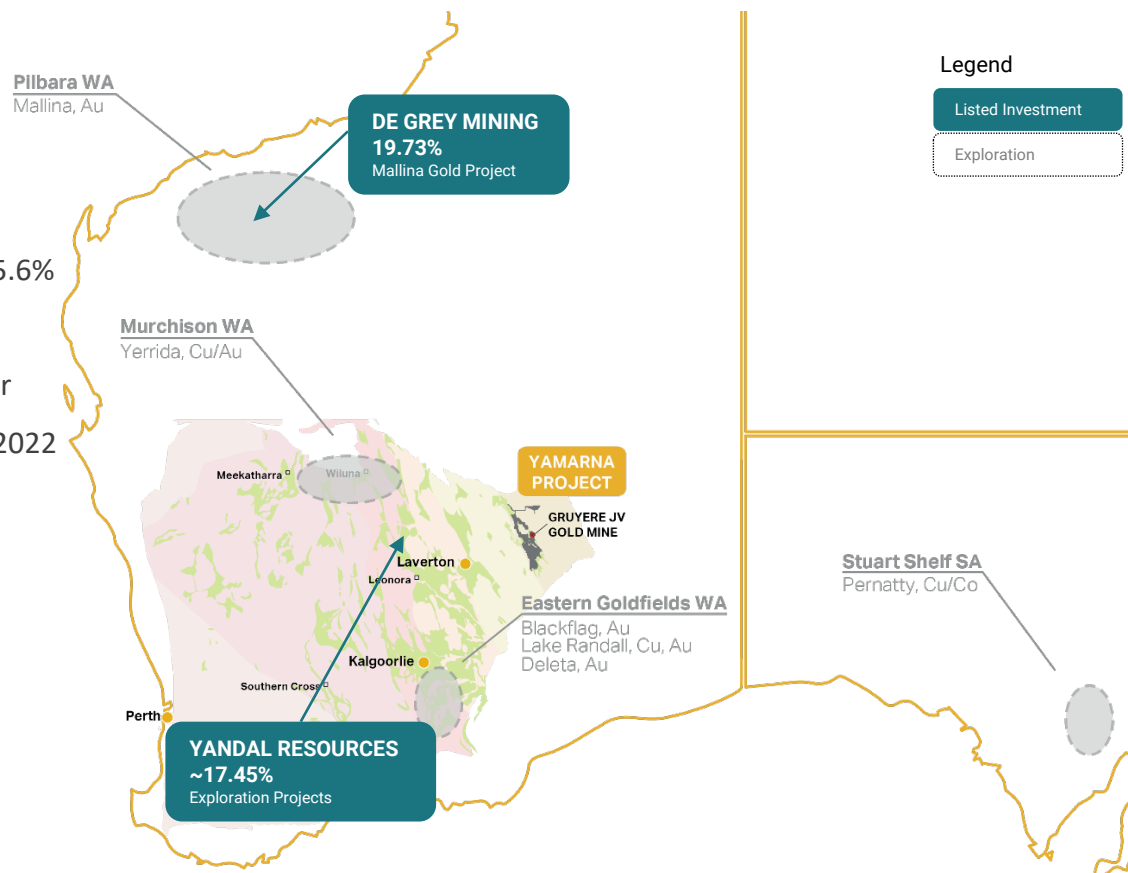 Legend
Listed Investment
Exploration
Pilbara WA
Mallina, Au
DE GREY MINING
19.73%
Mallina Gold Project
5.6%
Murchison WA
Yerrida, Cu/Au
r
2022
Meekatharra
Wiluna
YAMARNA
PROJECT
GRUYERE JV
GOLD MINE
Laverton
Leonora
Stuart Shelf SA
Pernatty, Cu/Co
Eastern Goldfields WA
Blackflag, Au
Lake Randall, Cu, Au
Deleta, Au
Kalgoorlie
Southern Cross
Perth
YANDAL RESOURCES
~17.45%
Exploration Projects